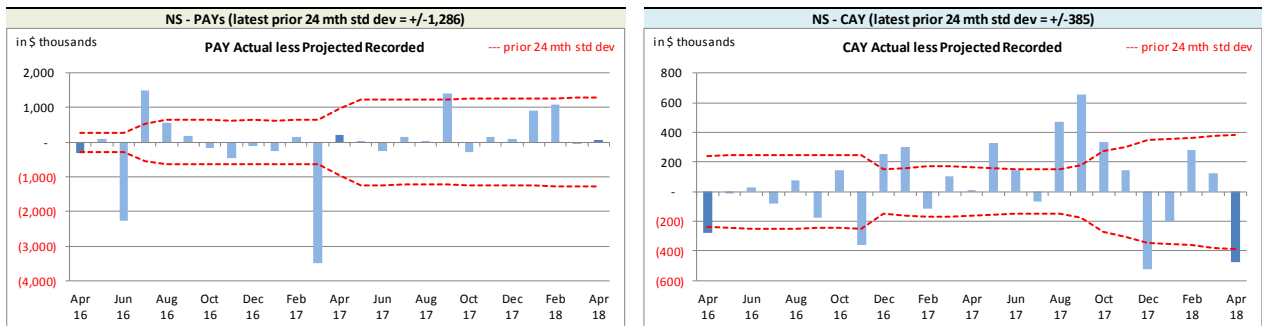 NS - PAYs (latest prior 24 mth std dev = +/-1,286)
in $ thousands
PAY Actual less Projected Recorded
--- prior 24 mth std dev
2,000
1,000
-
(1,000)
(2,000)
(3,000)
(4,000)
Apr Jun Aug Oct Dec Feb Apr Jun Aug Oct Dec Feb Apr
16 16 16 16 16 17 17 17 17 17 17 18 18
NS - CAY (latest prior 24 mth std dev = +/-385)
in $ thousands
CAY Actual less Projected Recorded
--- prior 24 mth std dev
800
600
400
200
-
(200)
(400)
(600)
Apr Jun Aug Oct Dec Feb Apr Jun Aug Oct Dec Feb Apr
16 16 16 16 16 17 17 17 17 17 17 18 18